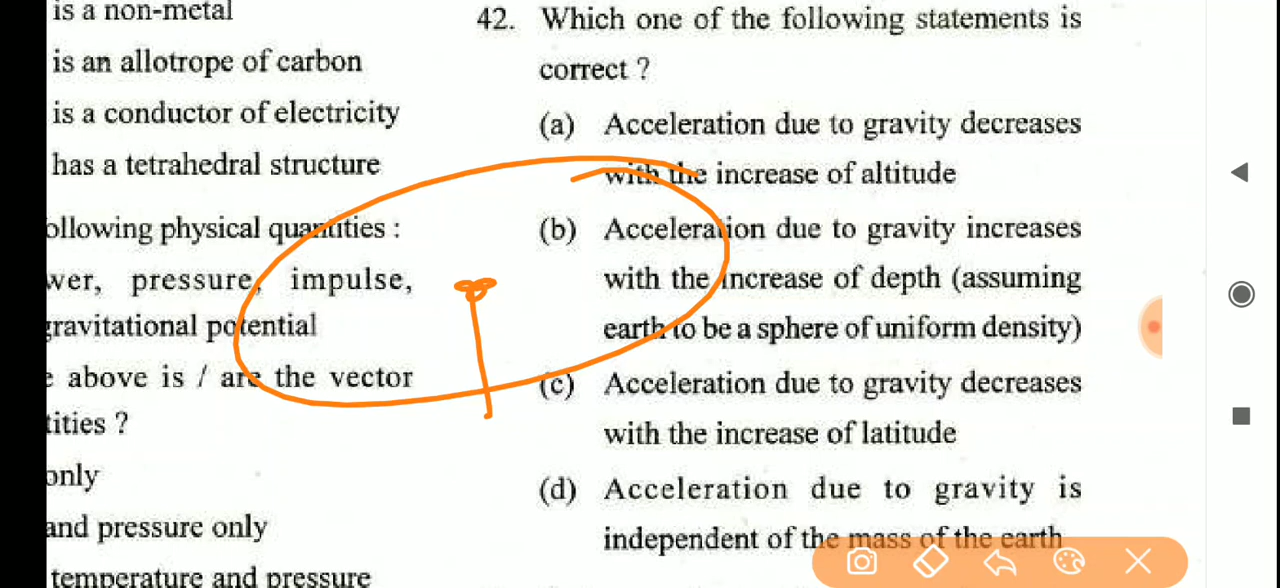 is a non-metal
is an allotrope of carbon
is a conductor of electricity
has a tetrahedral structure
ollowing physical quantities :
wer, pressure, impulse,
gravitational potential
e above is / are the vector
tities ?
only
and pressure only
temperature and pressure
42. Which one of the following statements is
correct ?
(a) Acceleration due to gravity decreases
with the increase of altitude
(b) Acceleration due to gravity increases
with the increase of depth (assuming
earth to be a sphere of uniform density)
(c) Acceleration due to gravity decreases
with the increase of latitude
(d) Acceleration due to gravity is
independent of the mass of the earth